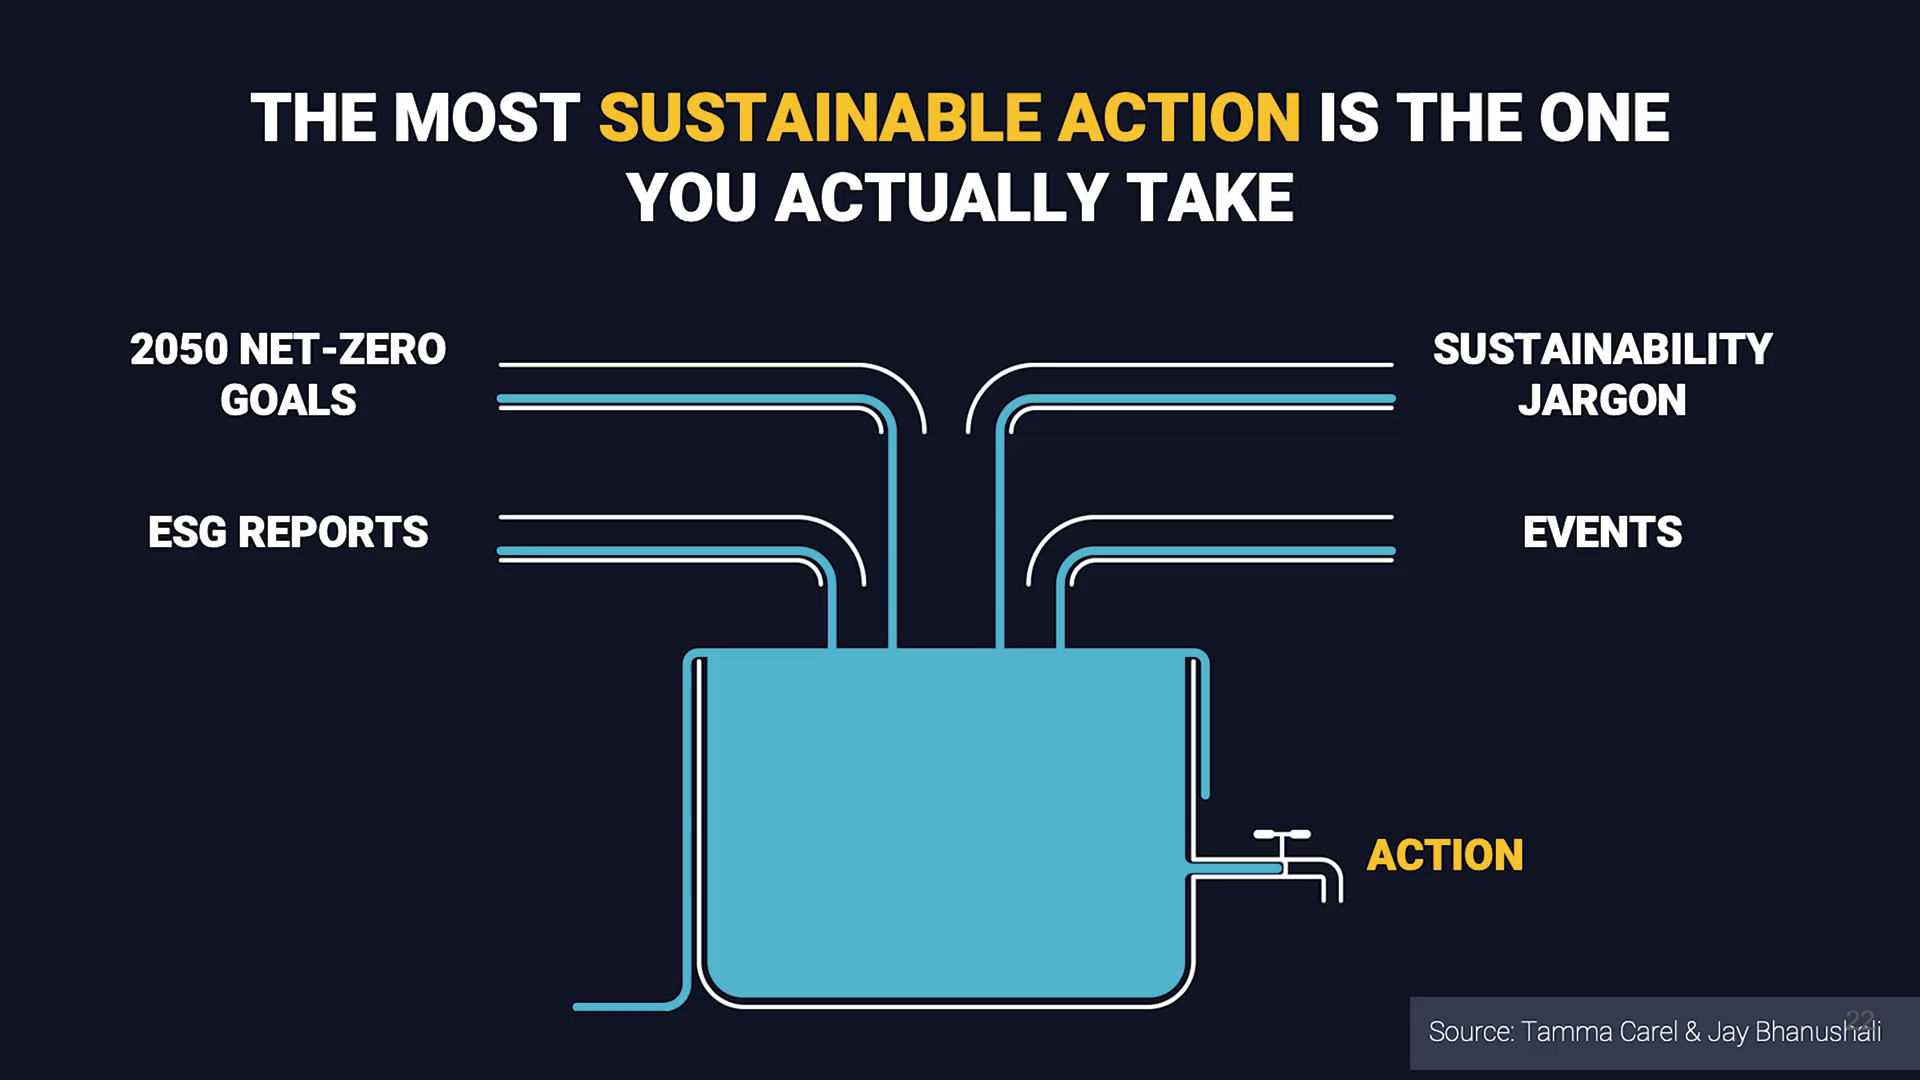 THE MOST SUSTAINABLE ACTION IS THE ONE
YOU ACTUALLY TAKE
2050 NET-ZERO
GOALS
SUSTAINABILITY
JARGON
ESG REPORTS
EVENTS
ACTION
22
Source: Tamma Carel & Jay Bhanushali